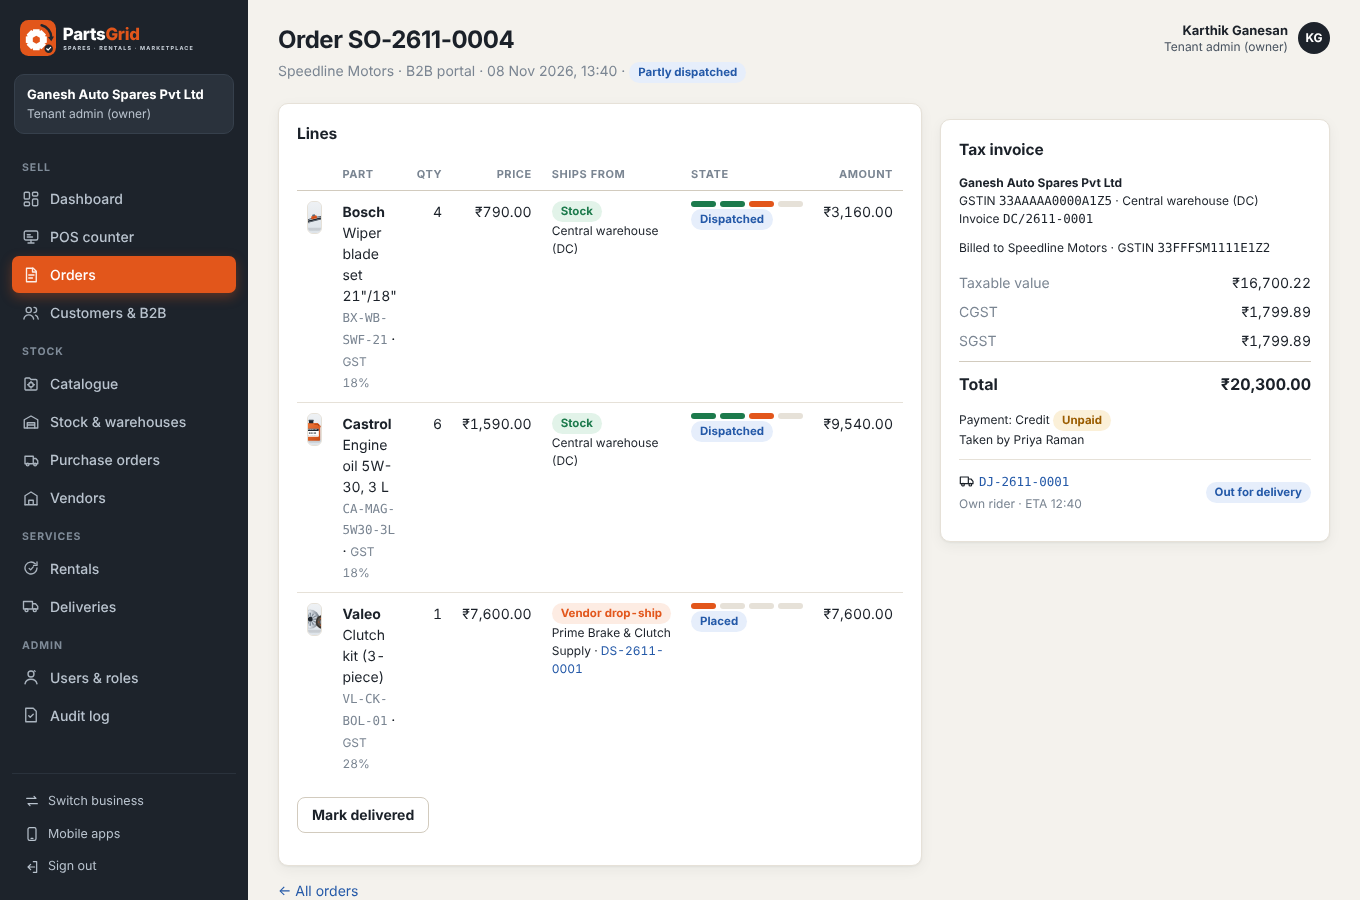 PartsGrid
SPARES · RENTALS · MARKETPLACE
Ganesh Auto Spares Pvt Ltd
Tenant admin (owner)
SELL
Dashboard
POS counter
Orders
Customers & B2B
STOCK
Catalogue
Stock & warehouses
Purchase orders
Vendors
SERVICES
Rentals
Deliveries
ADMIN
Users & roles
Audit log
Switch business
Mobile apps
Sign out
Order SO-2611-0004
Speedline Motors · B2B portal · 08 Nov 2026, 13:40 · Partly dispatched
Karthik Ganesan
Tenant admin (owner)
KG
Lines
PART QTY PRICE SHIPS FROM STATE AMOUNT
Bosch 4 ₹790.00 Stock Dispatched ₹3,160.00
Wiper
blade
set
21"/18"
BX-WB-
SWF-21 ·
GST
18%
Central warehouse
(DC)
Castrol 6 ₹1,590.00 Stock Dispatched ₹9,540.00
Engine
oil 5W-
30, 3 L
CA-MAG-
5W30-3L
· GST
18%
Central warehouse
(DC)
Valeo 1 ₹7,600.00 Vendor drop-ship Placed ₹7,600.00
Clutch
kit (3-
piece)
VL-CK-
BOL-01 ·
GST
28%
Prime Brake & Clutch
Supply · DS-2611-
0001
Mark delivered
← All orders
Tax invoice
Ganesh Auto Spares Pvt Ltd
GSTIN 33AAAAA0000A1Z5 · Central warehouse (DC)
Invoice DC/2611-0001
Billed to Speedline Motors · GSTIN 33FFFSM1111E1Z2
Taxable value ₹16,700.22
CGST ₹1,799.89
SGST ₹1,799.89
Total ₹20,300.00
Payment: Credit Unpaid
Taken by Priya Raman
DJ-2611-0001
Own rider · ETA 12:40
Out for delivery